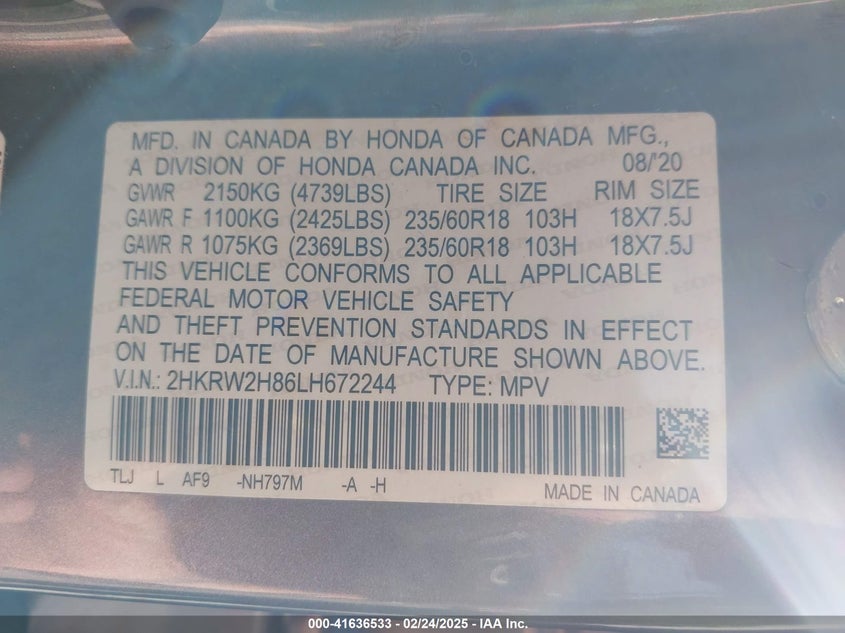 MFD. IN CANADA BY HONDA OF CANADA MFG.,
A DIVISION OF HONDA CANADA INC. 08/'20
GVWR 2150KG (4739LBS) TIRE SIZE RIM SIZE
GAWR F 1100KG (2425LBS) 235/60R18 103H 18X7.5J
GAWR R 1075KG (2369LBS) 235/60R18 103H 18X7.5J
THIS VEHICLE CONFORMS TO ALL APPLICABLE
FEDERAL MOTOR VEHICLE SAFETY
AND THEFT PREVENTION STANDARDS IN EFFECT
ON THE DATE OF MANUFACTURE SHOWN ABOVE.
V.I.N.: 2HKRW2H86LH672244 TYPE: MPV
TLJ L AF9 -NH797M -A -H
MADE IN CANADA
000-41636533 - 02/24/2025 - IAA Inc.